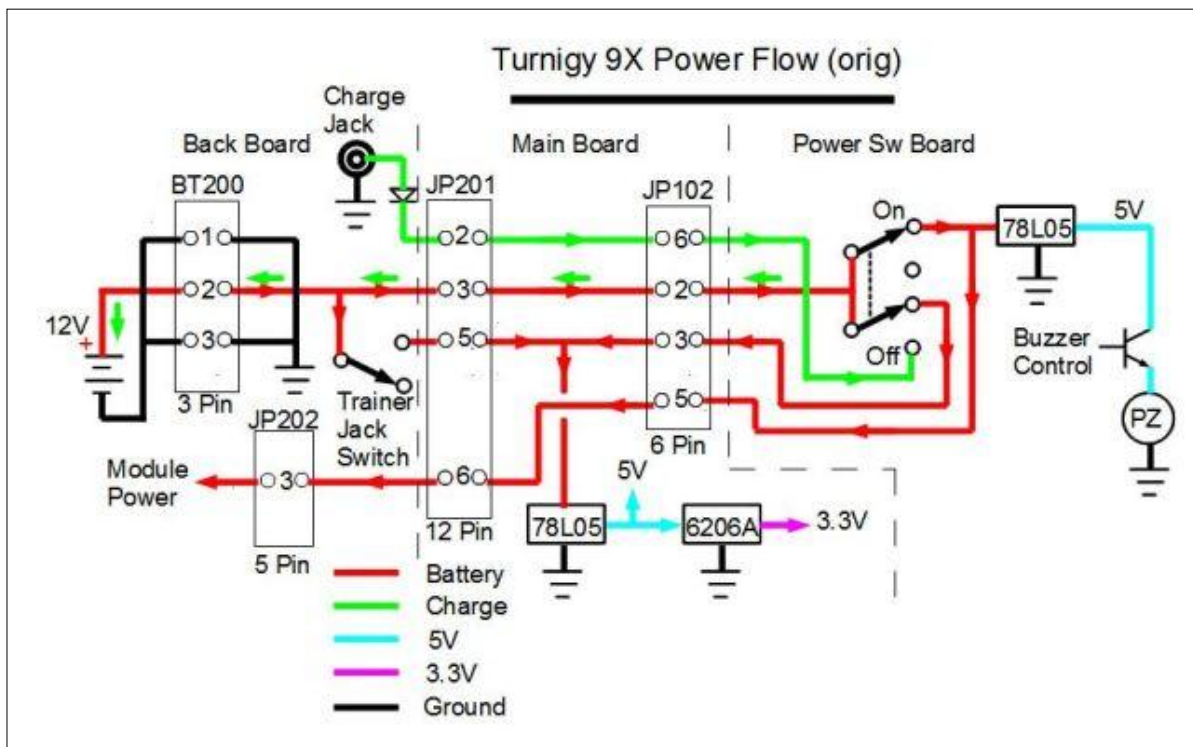 Turnigy 9X Power Flow (orig)
Charge
Jack
Back Board
Main Board
Power Sw Board
BT200
JP201
JP102
1
2
6
On
78L05
5V
2
3
2
12V
+
3
5
3
Off
Buzzer
Control
3 Pin
Trainer
Jack
Switch
5
6 Pin
PZ
JP202
Module
Power
3
6
5V
78L05
6206A
3.3V
12 Pin
5 Pin
Battery
Charge
5V
3.3V
Ground